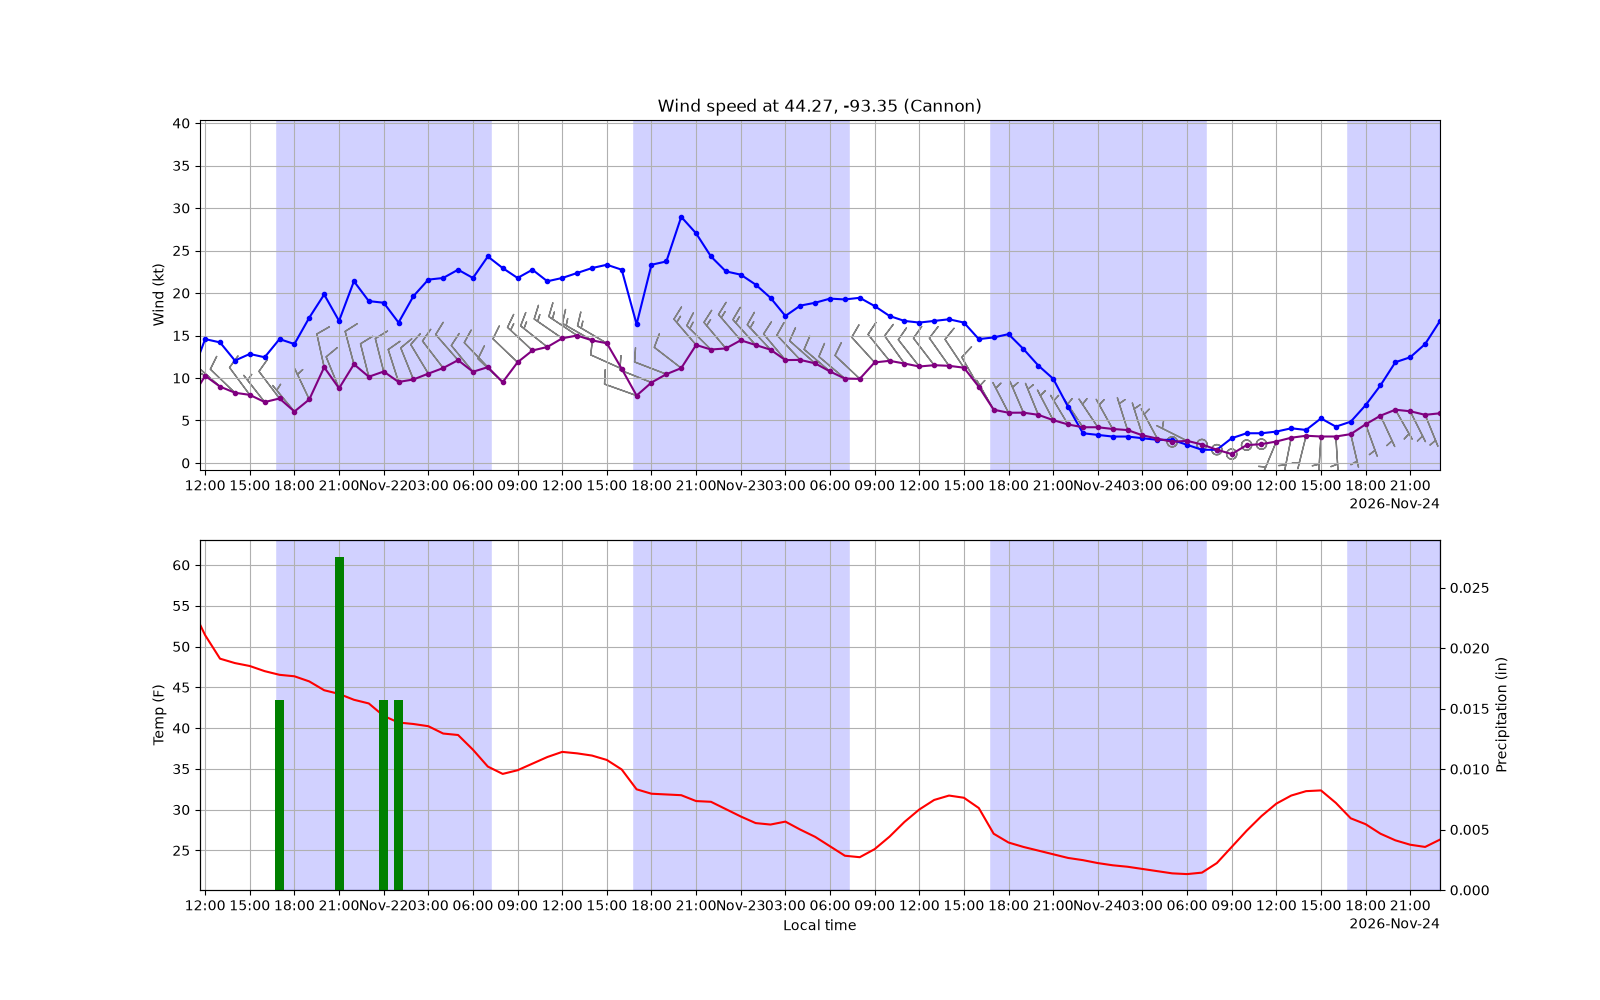 Wind speed at 44.27, -93.35 (Cannon)
40
35
30
25
20
15
10
5
0
Wind (kt)
12:00 15:00 18:00 21:00 Nov-22 03:00 06:00 09:00 12:00 15:00 18:00 21:00 Nov-23 03:00 06:00 09:00 12:00 15:00 18:00 21:00 Nov-24 03:00 06:00 09:00 12:00 15:00 18:00 21:00
2026-Nov-24
60
55
50
45
40
35
30
25
Temp (F)
0.025
0.020
0.015
0.010
0.005
0.000
Precipitation (in)
12:00 15:00 18:00 21:00 Nov-22 03:00 06:00 09:00 12:00 15:00 18:00 21:00 Nov-23 03:00 06:00 09:00 12:00 15:00 18:00 21:00 Nov-24 03:00 06:00 09:00 12:00 15:00 18:00 21:00
Local time
2026-Nov-24